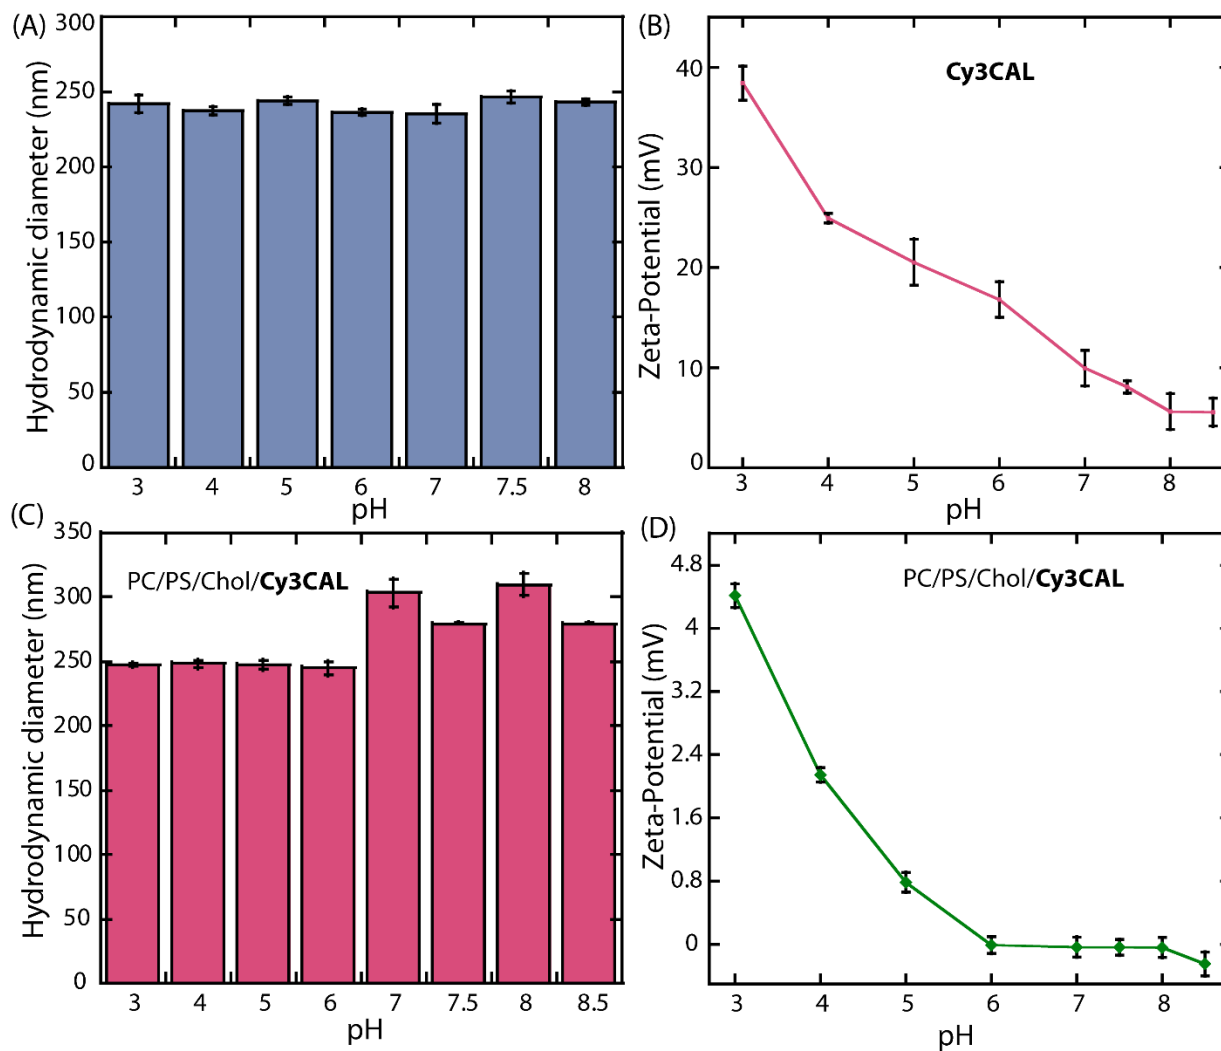 (A)
Hydrodynamic diameter (nm)
300
250
200
150
100
50
0
3 4 5 6 7 7.5 8
pH
(B)
Cy3CAL
Zeta-Potential (mV)
40
30
20
10
0
3 4 5 6 7 8
pH
(C)
PC/PS/Chol/Cy3CAL
Hydrodynamic diameter (nm)
350
300
250
200
150
100
50
0
3 4 5 6 7 7.5 8 8.5
pH
(D)
PC/PS/Chol/Cy3CAL
Zeta-Potential (mV)
4.8
4
3.2
2.4
1.6
0.8
0
3 4 5 6 7 8
pH